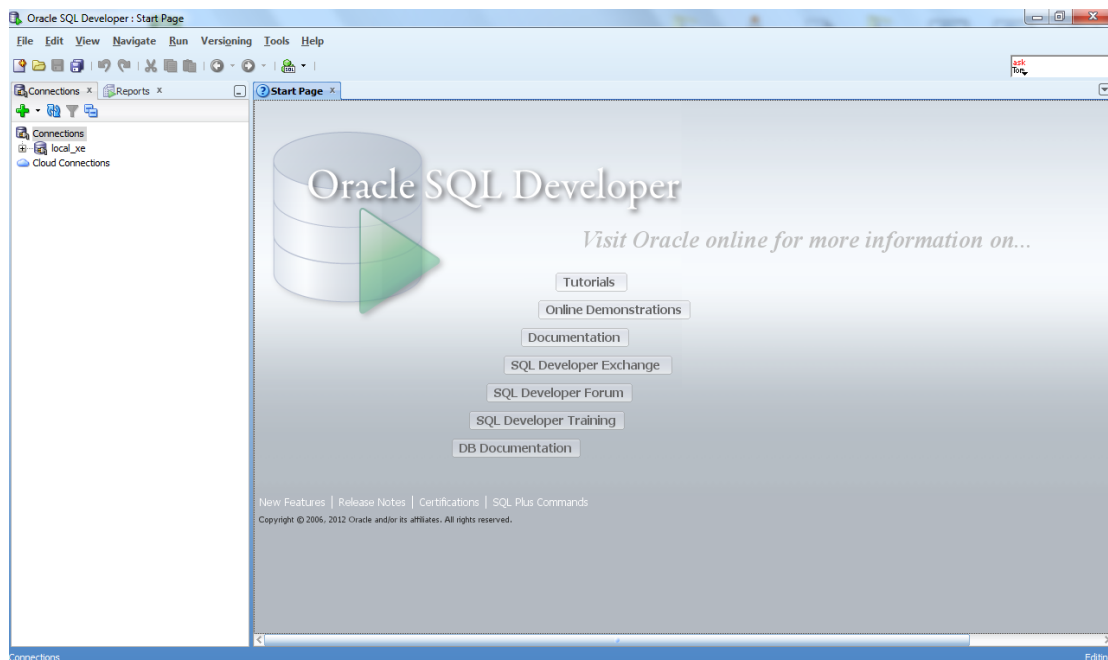 Oracle SQL Developer : Start Page
File Edit View Navigate Run Versioning Tools Help
ask
Tom
Connections Reports
Start Page
Connections
local_xe
Cloud Connections
Oracle SQL Developer
Visit Oracle online for more information on...
Tutorials
Online Demonstrations
Documentation
SQL Developer Exchange
SQL Developer Forum
SQL Developer Training
DB Documentation
New Features | Release Notes | Certifications | SQL Plus Commands
Copyright © 2006, 2012 Oracle and/or its affiliates. All rights reserved.
Connections Editin